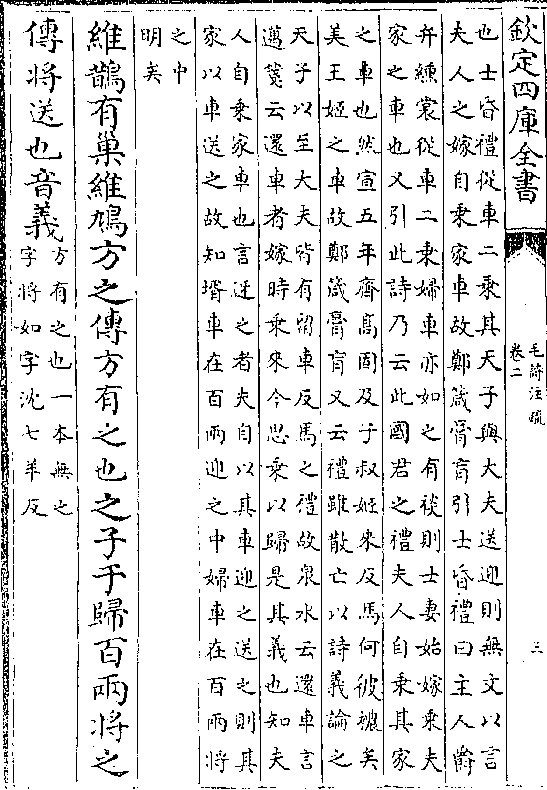 欽定四庫全書
毛詩注疏
卷二
三
也士昏禮從車二乘其天子與大夫送迎則無文以言
夫人之嫁自乘家車故鄭箴膏肓引士昏禮曰主人爵
弁纁裳從車二乘婦車亦如之有裧則士妻始嫁乘夫
家之車也又引此詩乃云此國君之禮夫人自乘其家
之車也然宣五年齊髙固及子叔姬來反馬何彼襛矣
美王姬之車故鄭箴膏肓又云禮雖散亡以詩義論之
天子以至大夫皆有留車反馬之禮故泉水云還車言
邁箋云還車者嫁時乘來今思乘以歸是其義也知夫
人自乘家車也言迓之者夫自以其車迎之送之則其
家以車送之故知壻車在百兩迎之中婦車在百兩將
之中
明矣
維鵲有巢維鳩方之傳方有之也之子于歸百兩將之
傳將送也音義
方有之也一本無之
字將如字沈七羊反